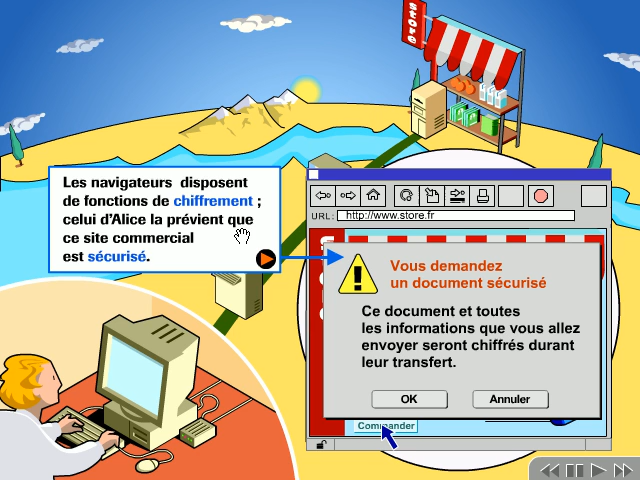 Store
Les navigateurs disposent
de fonctions de chiffrement ;
celui d'Alice la prévient que
ce site commercial
est sécurisé.
URL: http://www.store.fr
Vous demandez
un document sécurisé
Ce document et toutes
les informations que vous allez
envoyer seront chiffrés durant
leur transfert.
OK Annuler
Commander